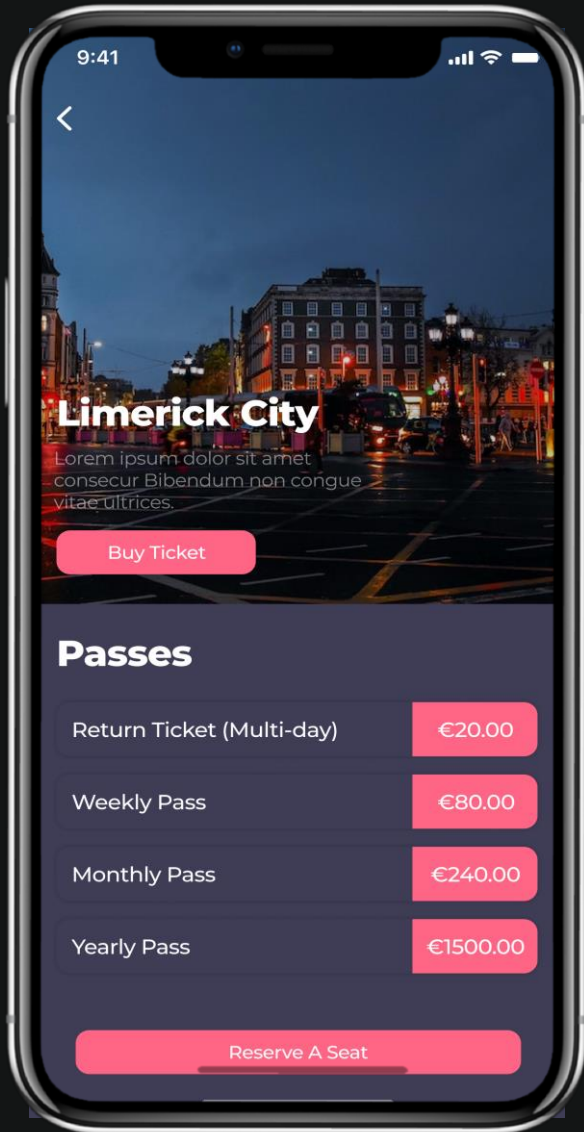 9:41
Limerick City
Lorem ipsum dolor sit amet
consecur Bibendum non congue
vitae ultrices.
Buy Ticket
Passes
Return Ticket (Multi-day) €20.00
Weekly Pass €80.00
Monthly Pass €240.00
Yearly Pass €1500.00
Reserve A Seat